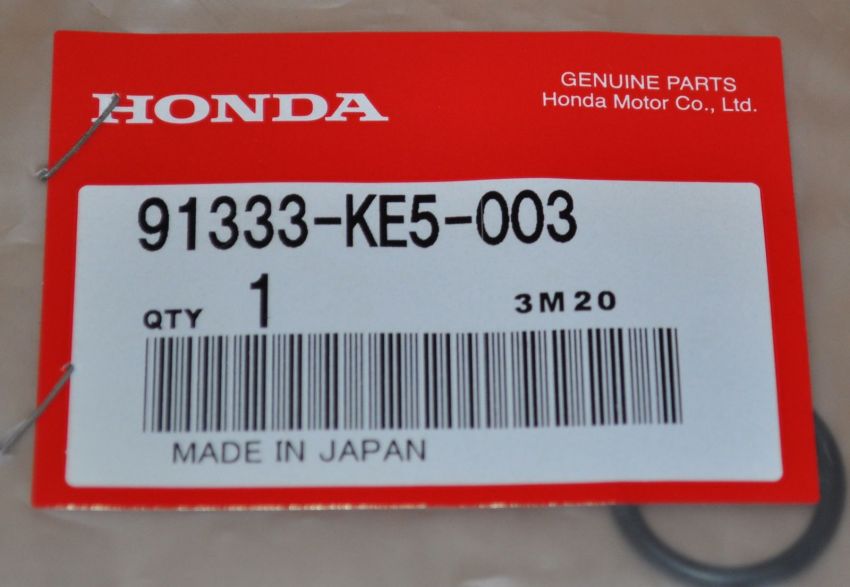 HONDA
GENUINE PARTS
Honda Motor Co., Ltd.
91333-KE5-003
QTY 1 3M20
MADE IN JAPAN